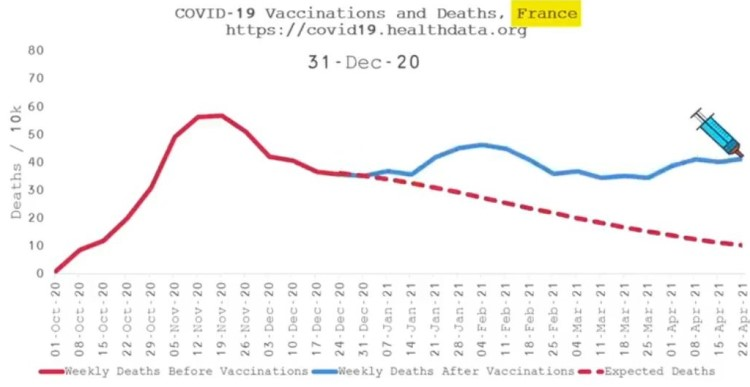 COVID-19 Vaccinations and Deaths, France
https://covid19.healthdata.org
31-Dec-20
Deaths / 10k
80
70
60
50
40
30
20
10
0
01-Oct-20
08-Oct-20
15-Oct-20
22-Oct-20
29-Oct-20
05-Nov-20
12-Nov-20
19-Nov-20
26-Nov-20
03-Dec-20
10-Dec-20
17-Dec-20
24-Dec-20
31-Dec-20
07-Jan-21
14-Jan-21
21-Jan-21
28-Jan-21
04-Feb-21
11-Feb-21
18-Feb-21
25-Feb-21
04-Mar-21
11-Mar-21
18-Mar-21
25-Mar-21
01-Apr-21
08-Apr-21
15-Apr-21
22-Apr-21
Weekly Deaths Before Vaccinations
Weekly Deaths After Vaccinations
Expected Deaths